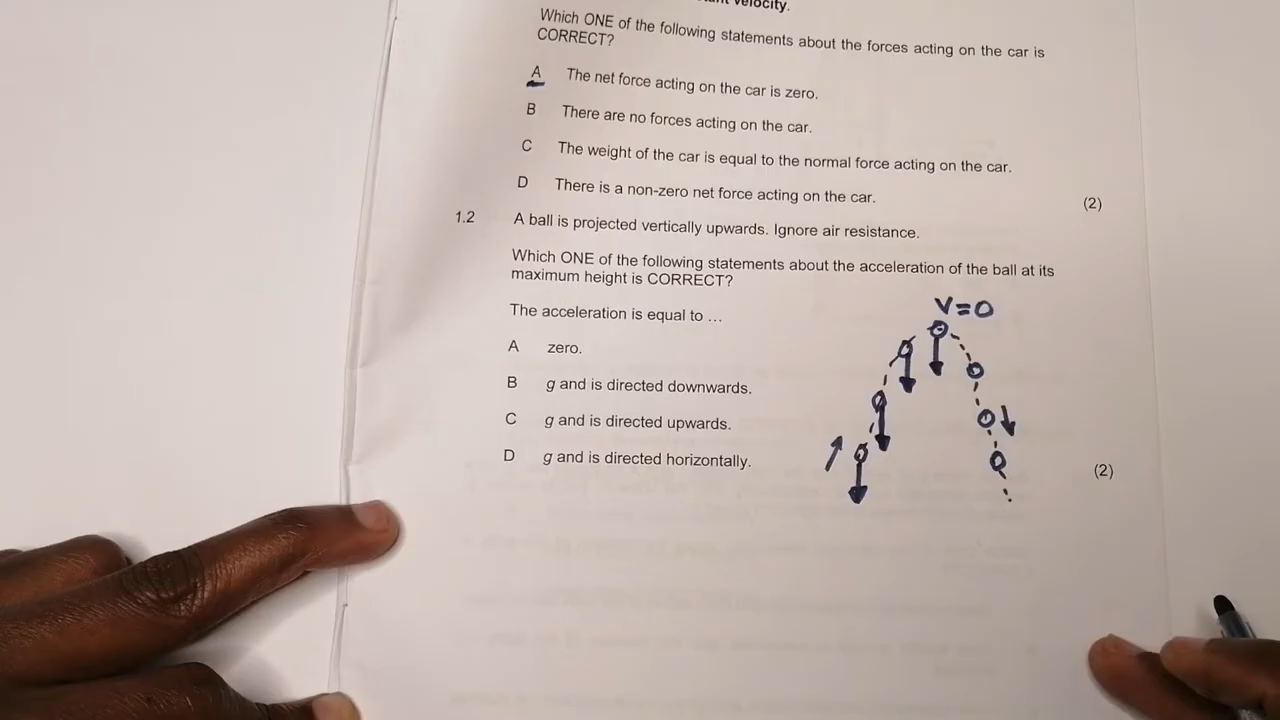 velocity.
Which ONE of the following statements about the forces acting on the car is
CORRECT?
A The net force acting on the car is zero.
B There are no forces acting on the car.
C The weight of the car is equal to the normal force acting on the car.
D There is a non-zero net force acting on the car.
(2)
1.2 A ball is projected vertically upwards. Ignore air resistance.
Which ONE of the following statements about the acceleration of the ball at its
maximum height is CORRECT?
The acceleration is equal to …
V=0
A zero.
B g and is directed downwards.
C g and is directed upwards.
D g and is directed horizontally.
(2)